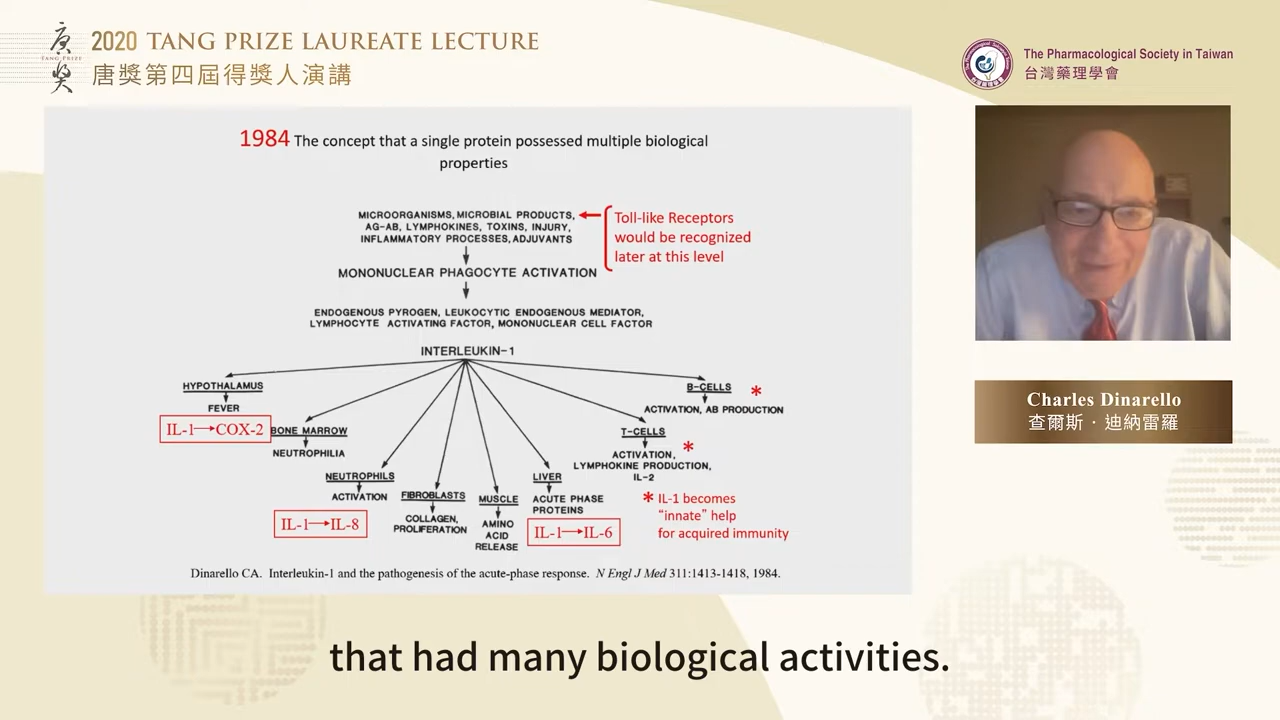 唐獎
TANG PRIZE
2020 TANG PRIZE LAUREATE LECTURE
唐獎第四屆得獎人演講
The Pharmacological Society in Taiwan
台灣藥理學會
1984 The concept that a single protein possessed multiple biological
properties
MICROORGANISMS, MICROBIAL PRODUCTS,
AG-AB, LYMPHOKINES, TOXINS, INJURY,
INFLAMMATORY PROCESSES, ADJUVANTS
Toll-like Receptors
would be recognized
later at this level
MONONUCLEAR PHAGOCYTE ACTIVATION
ENDOGENOUS PYROGEN, LEUKOCYTIC ENDOGENOUS MEDIATOR,
LYMPHOCYTE ACTIVATING FACTOR, MONONUCLEAR CELL FACTOR
INTERLEUKIN-1
HYPOTHALAMUS
FEVER
IL-1→COX-2
BONE MARROW
NEUTROPHILIA
NEUTROPHILS
ACTIVATION
IL-1→IL-8
FIBROBLASTS
COLLAGEN,
PROLIFERATION
MUSCLE
AMINO
ACID
RELEASE
LIVER
ACUTE PHASE
PROTEINS
IL-1→IL-6
T-CELLS
ACTIVATION, *
LYMPHOKINE PRODUCTION,
IL-2
B-CELLS *
ACTIVATION, AB PRODUCTION
* IL-1 becomes
“innate” help
for acquired immunity
Dinarello CA. Interleukin-1 and the pathogenesis of the acute-phase response. N Engl J Med 311:1413-1418, 1984.
Charles Dinarello
查爾斯・迪納雷羅
that had many biological activities.